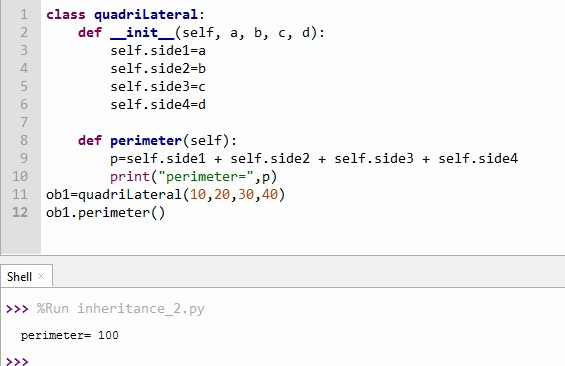 1 class quadriLateral:
2     def __init__(self, a, b, c, d):
3         self.side1=a
4         self.side2=b
5         self.side3=c
6         self.side4=d
7
8     def perimeter(self):
9         p=self.side1 + self.side2 + self.side3 + self.side4
10         print("perimeter=",p)
11 ob1=quadriLateral(10,20,30,40)
12 ob1.perimeter()
Shell ×
>>> %Run inheritance_2.py
perimeter= 100
>>>